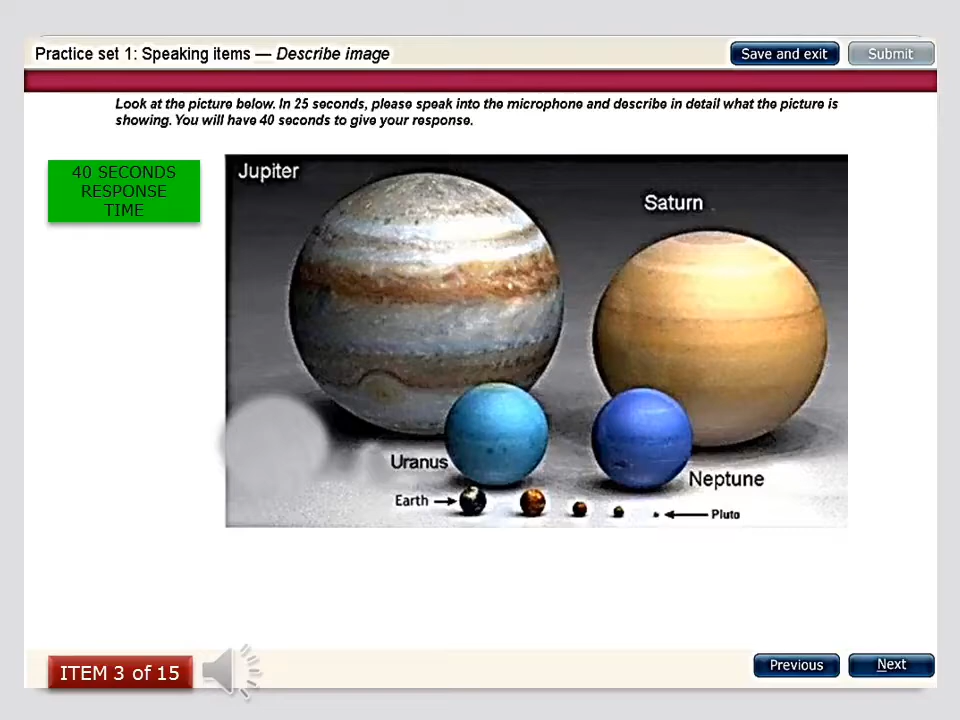 Practice set 1: Speaking items — Describe image
Save and exit
Submit
Look at the picture below. In 25 seconds, please speak into the microphone and describe in detail what the picture is
showing. You will have 40 seconds to give your response.
40 SECONDS
RESPONSE
TIME
Jupiter
Saturn
Uranus
Neptune
Earth
Pluto
ITEM 3 of 15
Previous
Next